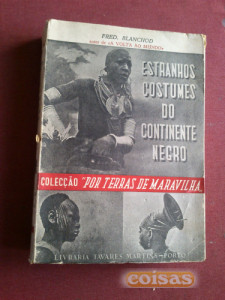 FRED. BLANCHOD
autor de «A VOLTA AO MUNDO»
ESTRANHOS
COSTUMES
DO
CONTINENTE
NEGRO
COLECÇÃO "POR TERRAS DE MARAVILHA"
LIVRARIA TAVARES MARTINS-PORTO
coisas